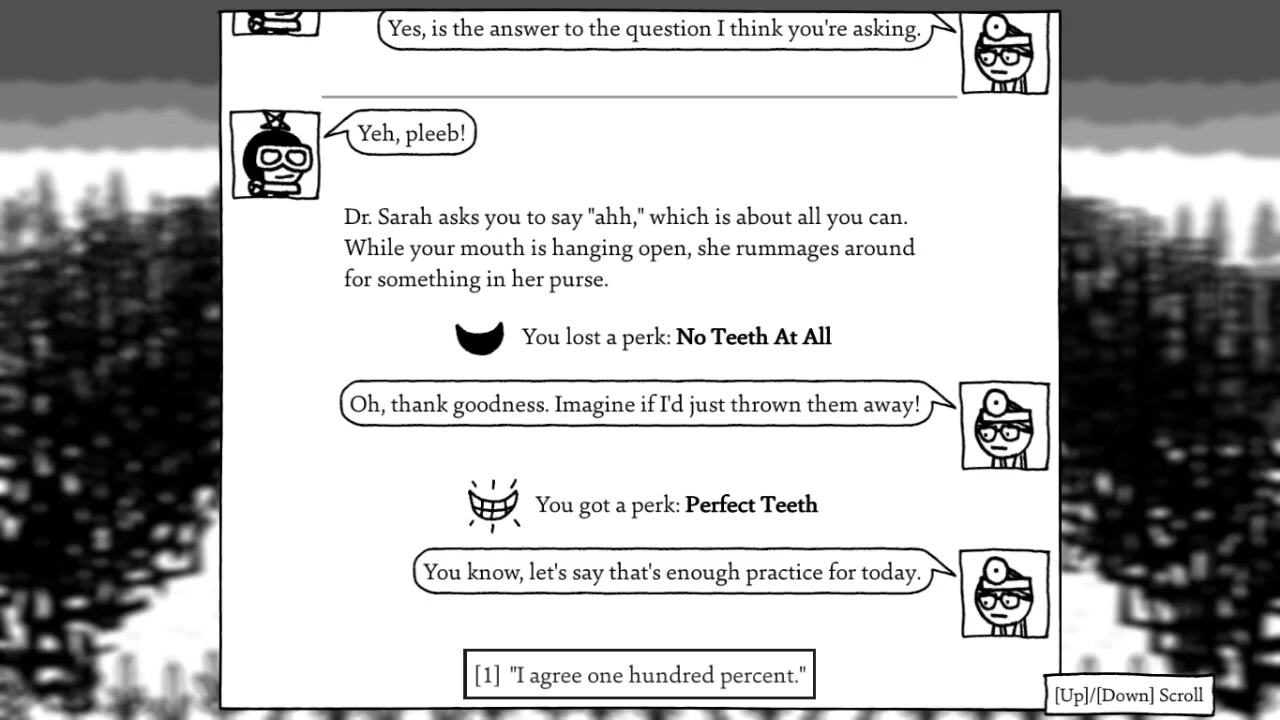 Yes, is the answer to the question I think you're asking.
Yeh, pleeb!
Dr. Sarah asks you to say "ahh," which is about all you can.
While your mouth is hanging open, she rummages around
for something in her purse.
You lost a perk: No Teeth At All
Oh, thank goodness. Imagine if I'd just thrown them away!
You got a perk: Perfect Teeth
You know, let's say that's enough practice for today.
[1] "I agree one hundred percent."
[Up]/[Down] Scroll